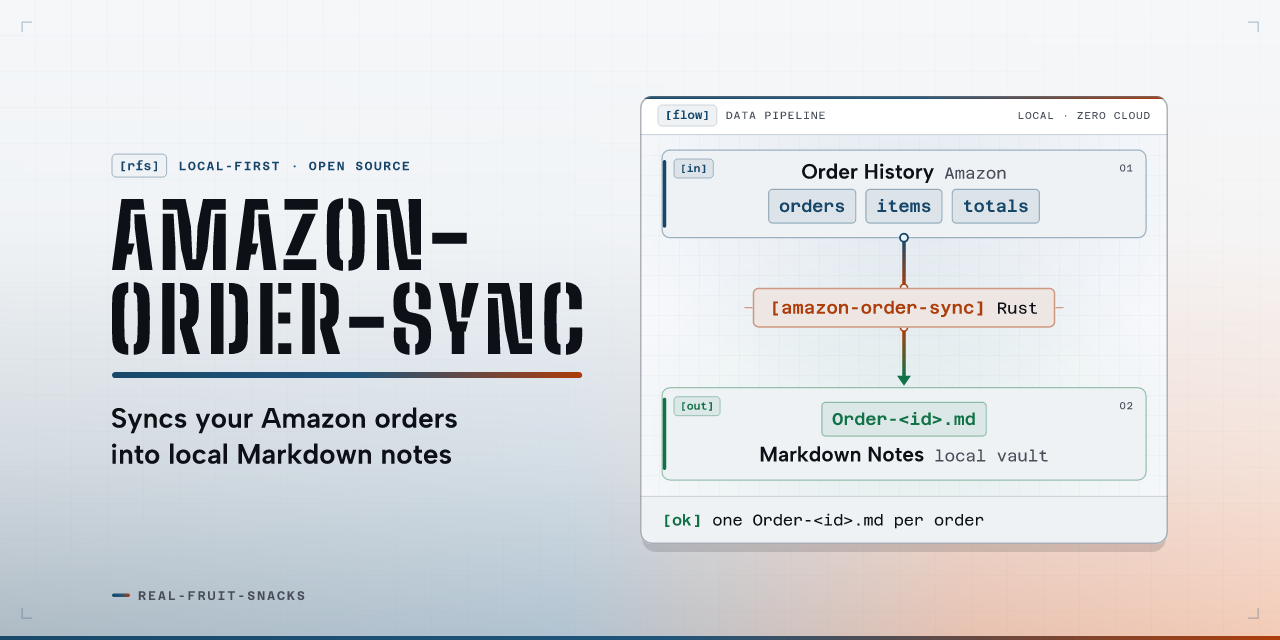 [rfs] LOCAL-FIRST · OPEN SOURCE
AMAZON-
ORDER-SYNC
Syncs your Amazon orders
into local Markdown notes
REAL-FRUIT-SNACKS
[flow] DATA PIPELINE LOCAL · ZERO CLOUD
[in] Order History Amazon 01
orders items totals
[amazon-order-sync] Rust
[out] Order-<id>.md 02
Markdown Notes local vault
[ok] one Order-<id>.md per order